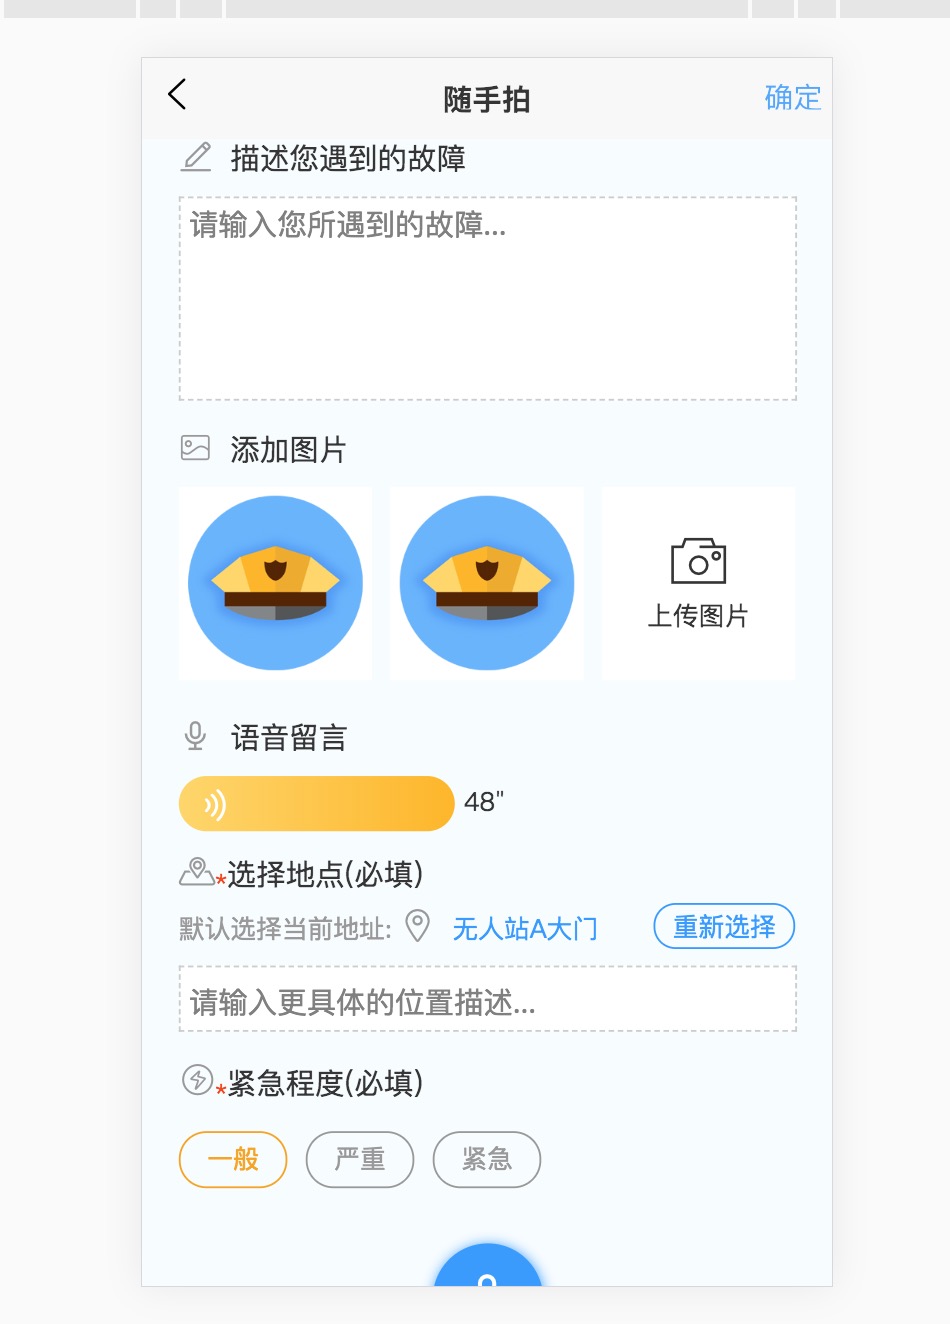 随手拍
确定
描述您遇到的故障
请输入您所遇到的故障...
添加图片
上传图片
语音留言
48"
*选择地点(必填)
默认选择当前地址: 无人站A大门 重新选择
请输入更具体的位置描述...
*紧急程度(必填)
一般 严重 紧急